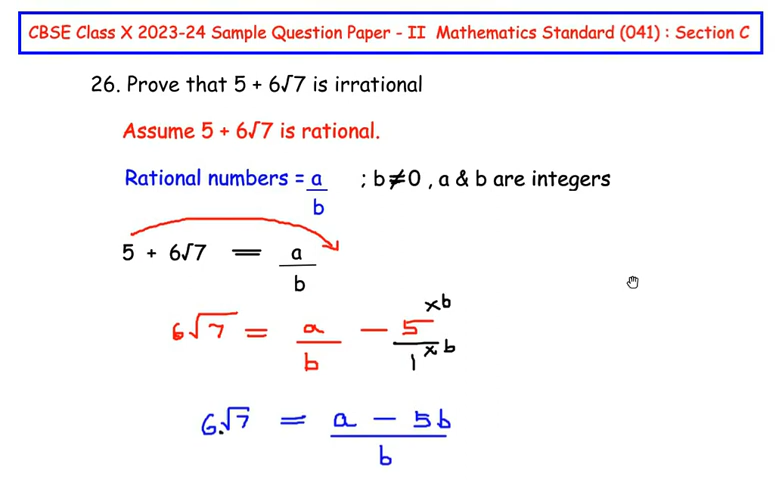 CBSE Class X 2023-24 Sample Question Paper - II Mathematics Standard (041) : Section C
26. Prove that 5 + 6√7 is irrational
Assume 5 + 6√7 is rational.
Rational numbers = a/b ; b≠0 , a & b are integers
5 + 6√7 = a/b
6√7 = a/b - 5 × b/1 × b
6√7 = a - 5b/b